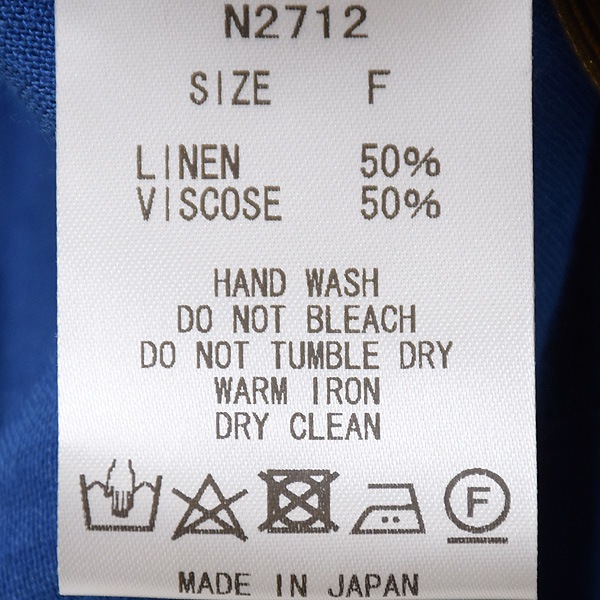 N2712
SIZE F
LINEN 50%
VISCOSE 50%
HAND WASH
DO NOT BLEACH
DO NOT TUMBLE DRY
WARM IRON
DRY CLEAN
F
MADE IN JAPAN